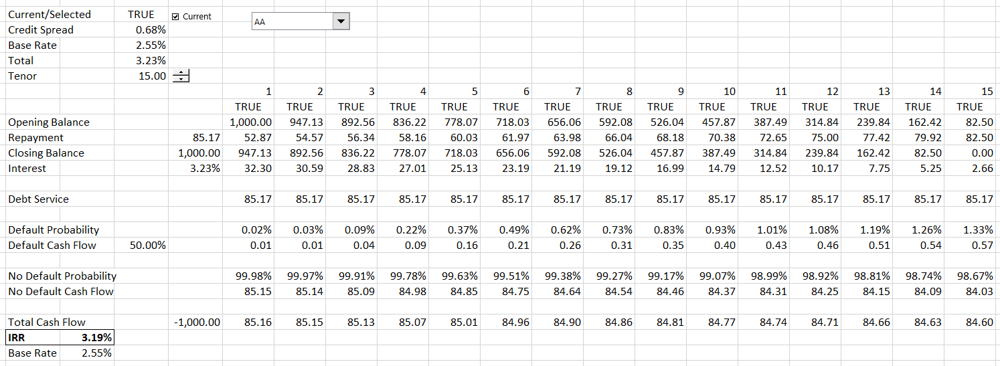 Current/Selected TRUE Current AA
Credit Spread 0.68%
Base Rate 2.55%
Total 3.23%
Tenor 15.00
1 2 3 4 5 6 7 8 9 10 11 12 13 14 15
TRUE TRUE TRUE TRUE TRUE TRUE TRUE TRUE TRUE TRUE TRUE TRUE TRUE TRUE TRUE
Opening Balance 1,000.00 947.13 892.56 836.22 778.07 718.03 656.06 592.08 526.04 457.87 387.49 314.84 239.84 162.42 82.50
Repayment 85.17 52.87 54.57 56.34 58.16 60.03 61.97 63.98 66.04 68.18 70.38 72.65 75.00 77.42 79.92 82.50
Closing Balance 1,000.00 947.13 892.56 836.22 778.07 718.03 656.06 592.08 526.04 457.87 387.49 314.84 239.84 162.42 82.50 0.00
Interest 3.23% 32.30 30.59 28.83 27.01 25.13 23.19 21.19 19.12 16.99 14.79 12.52 10.17 7.75 5.25 2.66
Debt Service 85.17 85.17 85.17 85.17 85.17 85.17 85.17 85.17 85.17 85.17 85.17 85.17 85.17 85.17 85.17
Default Probability 0.02% 0.03% 0.09% 0.22% 0.37% 0.49% 0.62% 0.73% 0.83% 0.93% 1.01% 1.08% 1.19% 1.26% 1.33%
Default Cash Flow 50.00% 0.01 0.01 0.04 0.09 0.16 0.21 0.26 0.31 0.35 0.40 0.43 0.46 0.51 0.54 0.57
No Default Probability 99.98% 99.97% 99.91% 99.78% 99.63% 99.51% 99.38% 99.27% 99.17% 99.07% 98.99% 98.92% 98.81% 98.74% 98.67%
No Default Cash Flow 85.15 85.14 85.09 84.98 84.85 84.75 84.64 84.54 84.46 84.37 84.31 84.25 84.15 84.09 84.03
Total Cash Flow -1,000.00 85.16 85.15 85.13 85.07 85.01 84.96 84.90 84.86 84.81 84.77 84.74 84.71 84.66 84.63 84.60
IRR 3.19%
Base Rate 2.55%